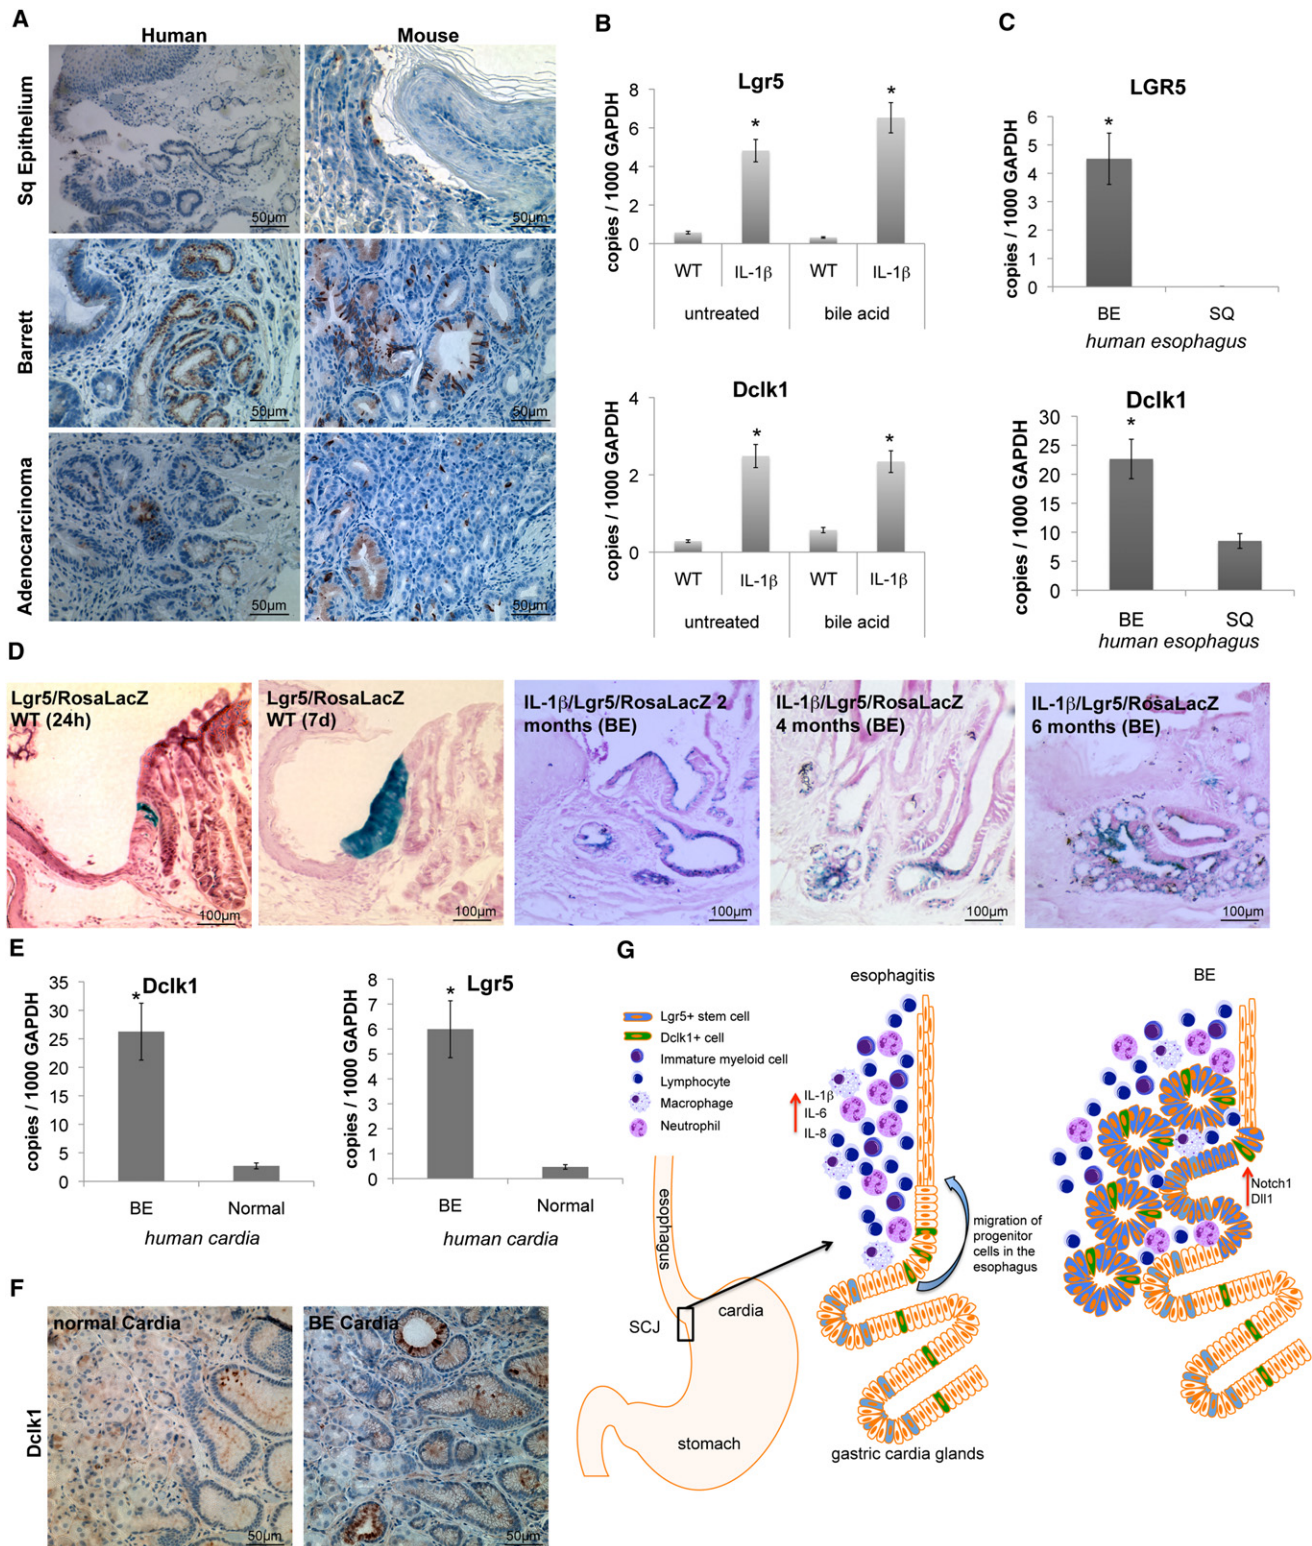 A
Human
Mouse
Sq Epithelium
50µm
50µm
Barrett
50µm
50µm
Adenocarcinoma
50µm
50µm
B
Lgr5
copies / 1000 GAPDH
8
6
4
2
0
*
*
WT
IL-1β
WT
IL-1β
untreated
bile acid
Dclk1
copies / 1000 GAPDH
4
2
0
*
*
WT
IL-1β
WT
IL-1β
untreated
bile acid
C
LGR5
copies / 1000 GAPDH
6
5
4
3
2
1
0
*
BE
SQ
human esophagus
Dclk1
copies / 1000 GAPDH
30
25
20
15
10
5
0
*
BE
SQ
human esophagus
D
Lgr5/RosaLacZ
WT (24h)
100µm
Lgr5/RosaLacZ
WT (7d)
100µm
IL-1β/Lgr5/RosaLacZ 2
months (BE)
100µm
IL-1β/Lgr5/RosaLacZ
4 months (BE)
100µm
IL-1β/Lgr5/RosaLacZ
6 months (BE)
100µm
E
Dclk1
copies / 1000 GAPDH
35
30
25
20
15
10
5
0
*
BE
Normal
human cardia
Lgr5
copies / 1000 GAPDH
8
7
6
5
4
3
2
1
0
*
BE
Normal
human cardia
F
Dclk1
normal Cardia
50µm
BE Cardia
50µm
G
Lgr5+ stem cell
Dclk1+ cell
Immature myeloid cell
Lymphocyte
Macrophage
Neutrophil
esophagitis
BE
IL-1β
IL-6
IL-8
migration of
progenitor
cells in the
esophagus
Notch1
Dll1
esophagus
SCJ
cardia
stomach
gastric cardia glands